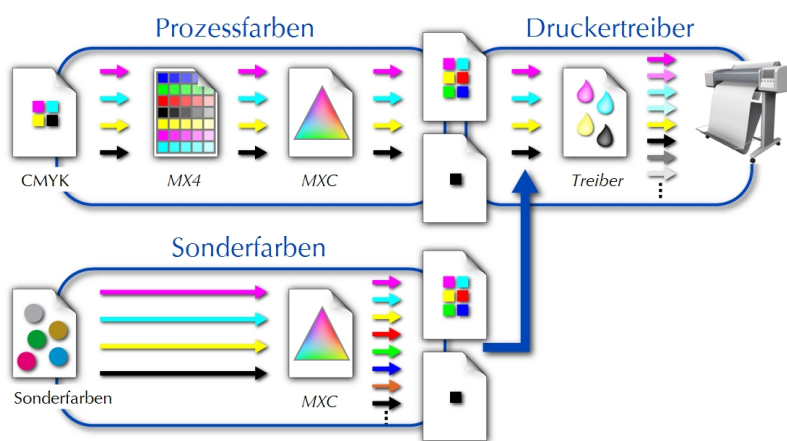 Prozessfarben
Druckertreiber
CMYK
MX4
MXC
Treiber
Sonderfarben
Sonderfarben
MXC